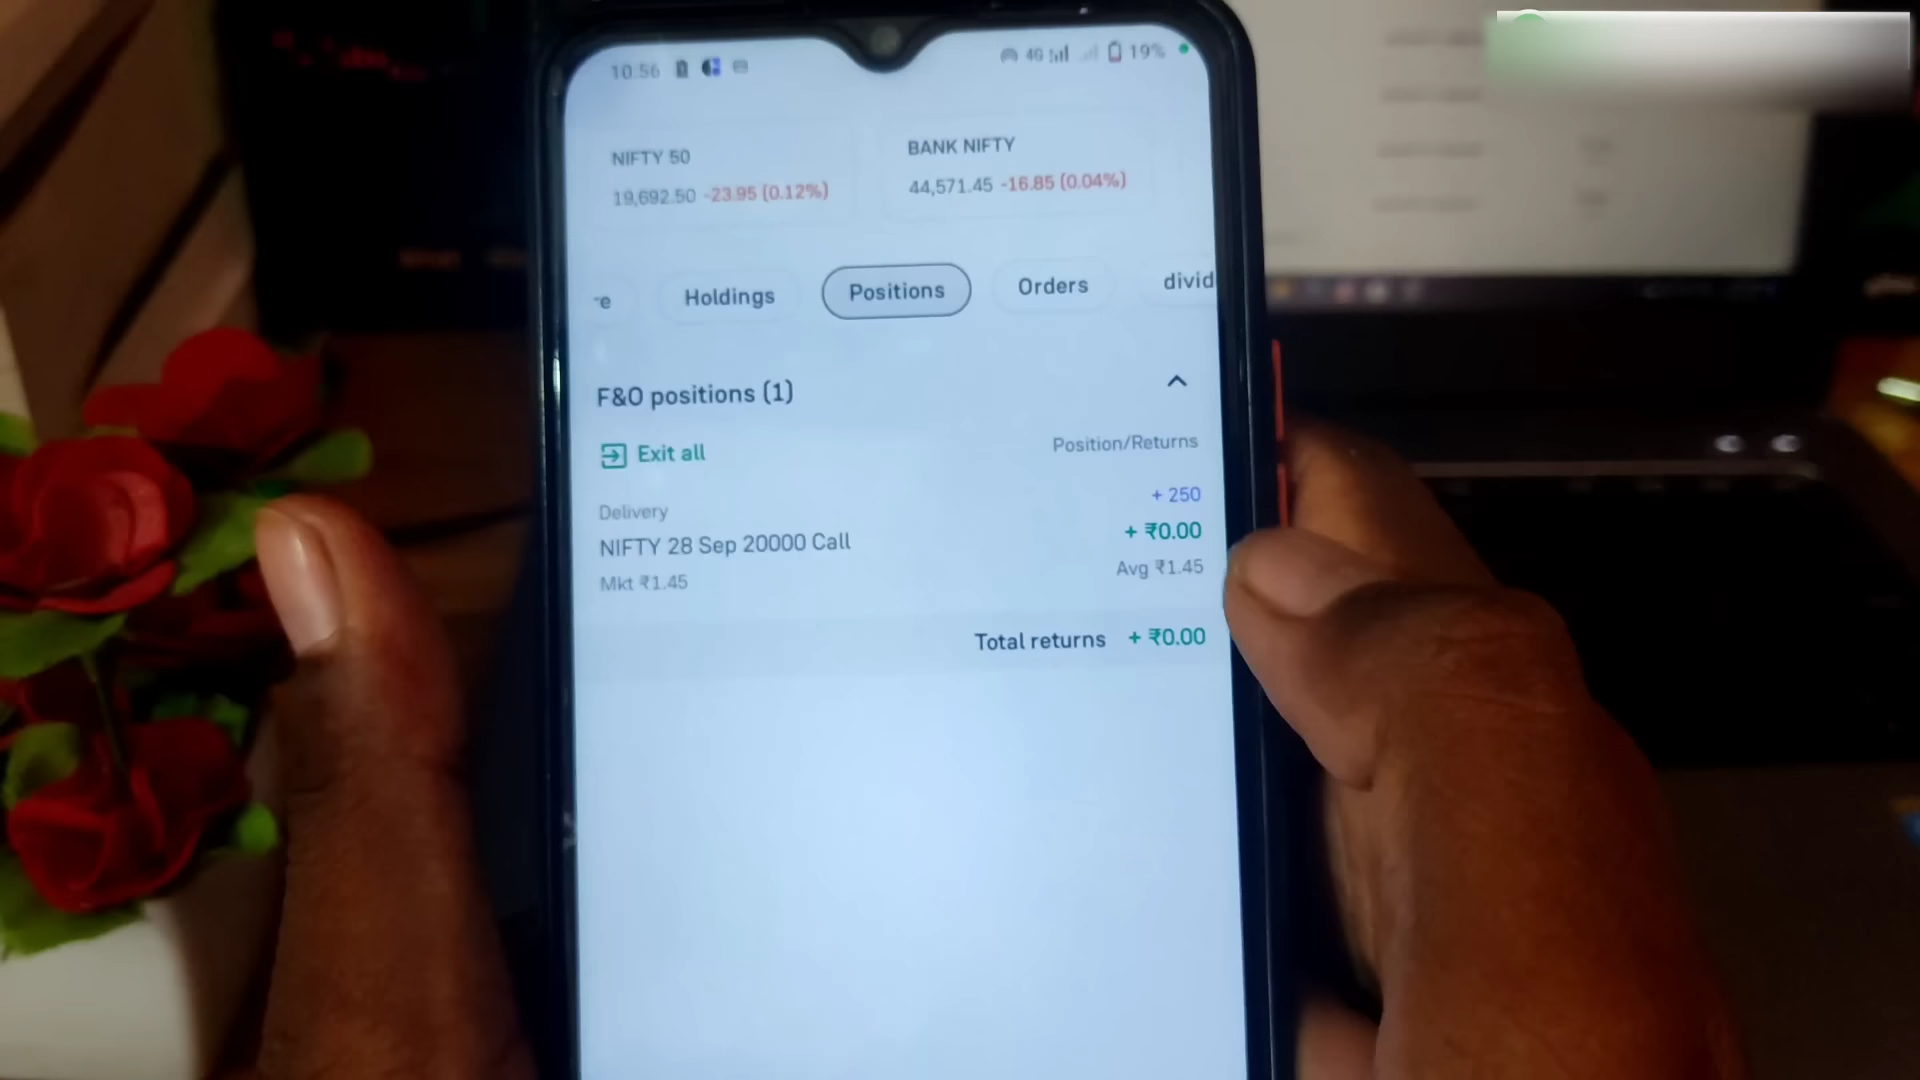 10:56 4G 19%
NIFTY 50
19,692.50 -23.95 (0.12%)
BANK NIFTY
44,571.45 -16.85 (0.04%)
Holdings Positions Orders divid
F&O positions (1)
Exit all
Position/Returns
Delivery
NIFTY 28 Sep 20000 Call
Mkt ₹1.45
+ 250
+ ₹0.00
Avg ₹1.45
Total returns + ₹0.00